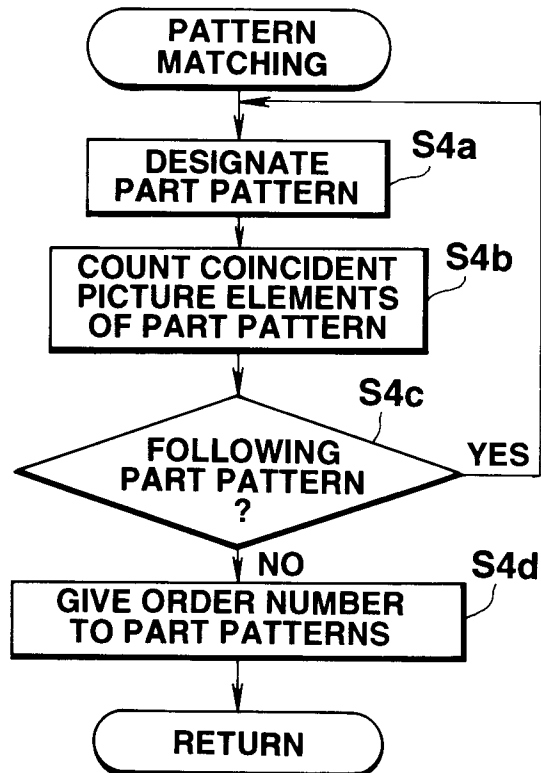 PATTERN
MATCHING
S4a
DESIGNATE
PART PATTERN
S4b
COUNT COINCIDENT
PICTURE ELEMENTS
OF PART PATTERN
S4c
FOLLOWING
PART PATTERN
?
YES
NO
S4d
GIVE ORDER NUMBER
TO PART PATTERNS
RETURN